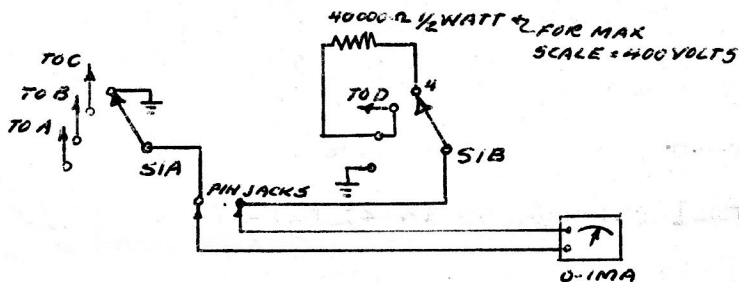 40000Ω 1/2 WATT ± FOR MAX
SCALE = 400 VOLTS
TO C
TO B
TO A
S1A
4
TO D
S1B
PIN JACKS
0-1MA